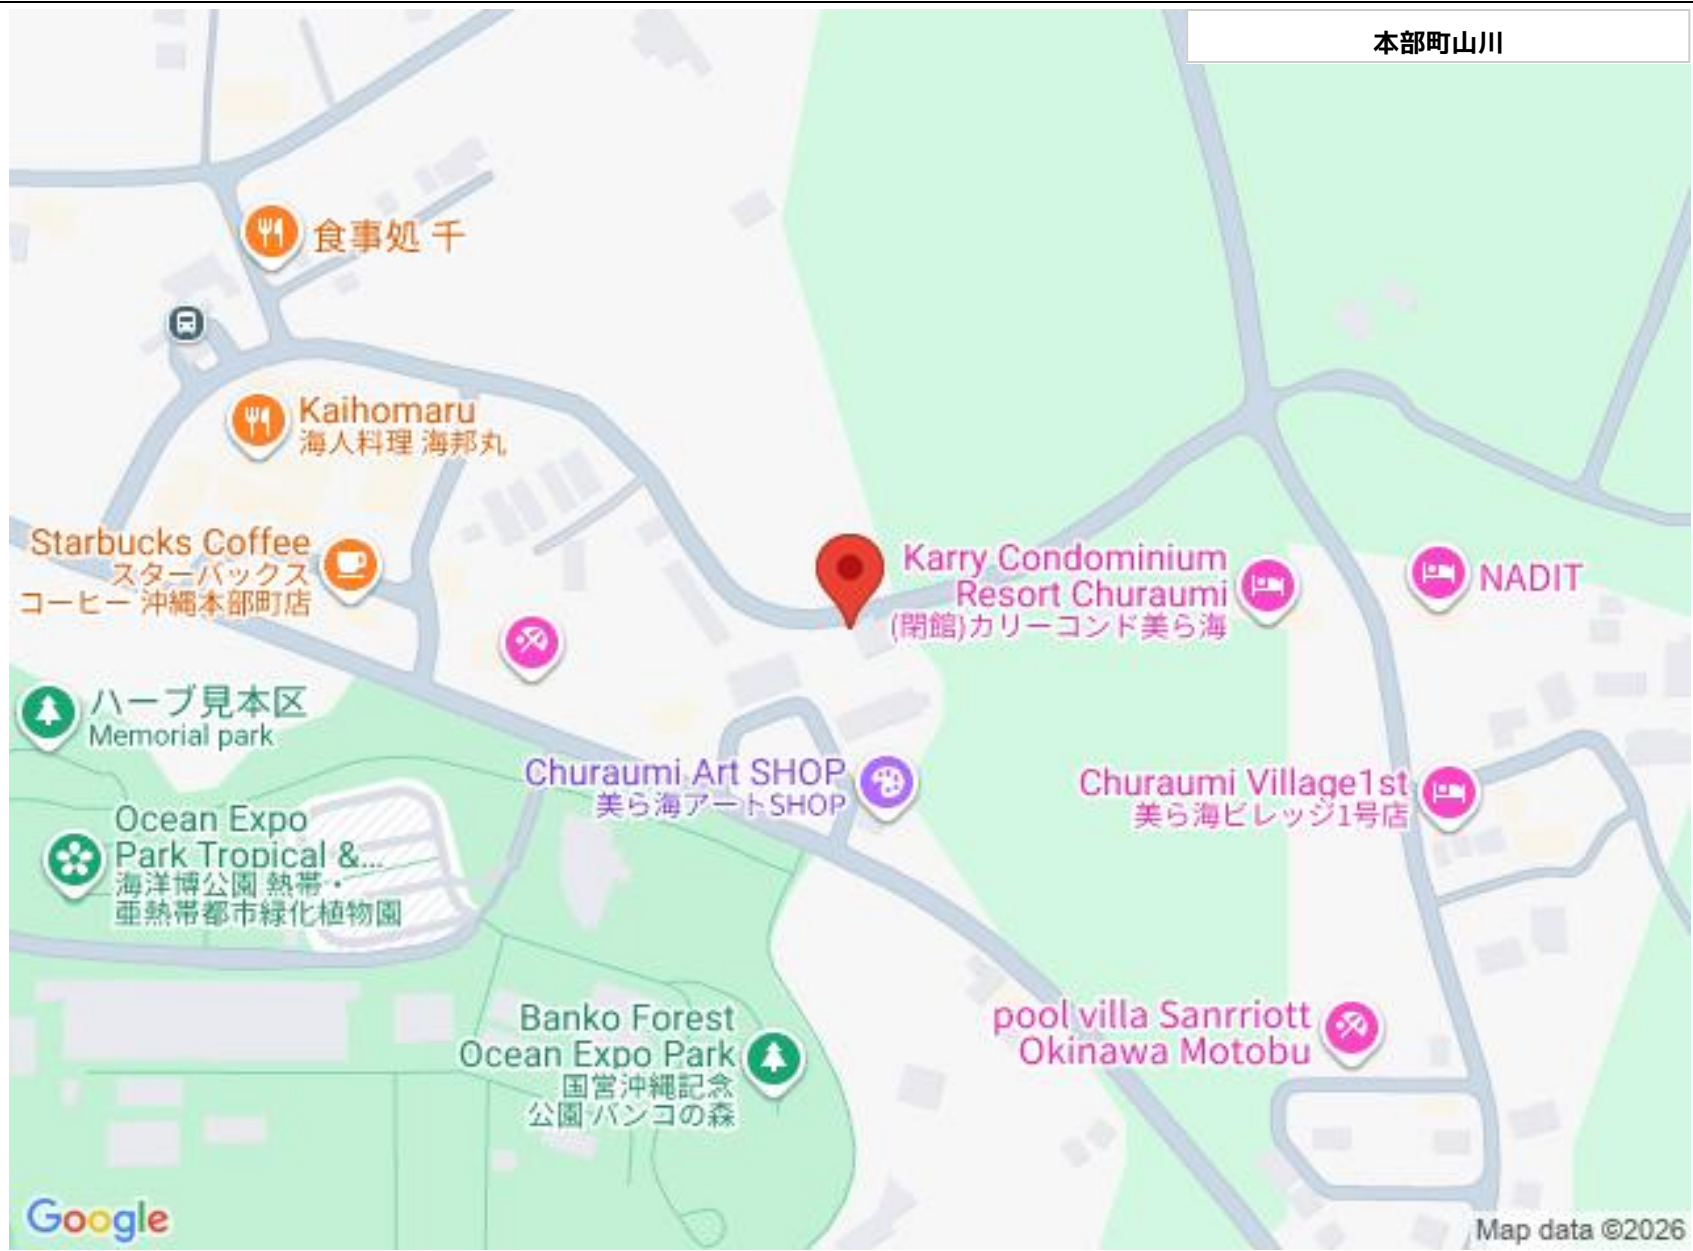 本部町山川
食事処 千
Kaihomaru
海人料理 海邦丸
Starbucks Coffee
スターバックス
コーヒー 沖縄本部町店
Karry Condominium
Resort Churaumi
(閉館)カリーコンド美ら海
NADIT
ハーブ見本区
Memorial park
Churaumi Art SHOP
美ら海アートSHOP
Churaumi Village1st
美ら海ビレッジ1号店
Ocean Expo
Park Tropical &...
海洋博公園 熱帯・
亜熱帯都市緑化植物園
Banko Forest
Ocean Expo Park
国営沖縄記念
公園 バンコの森
pool villa Sanrriott
Okinawa Motobu
Google
Map data ©2026